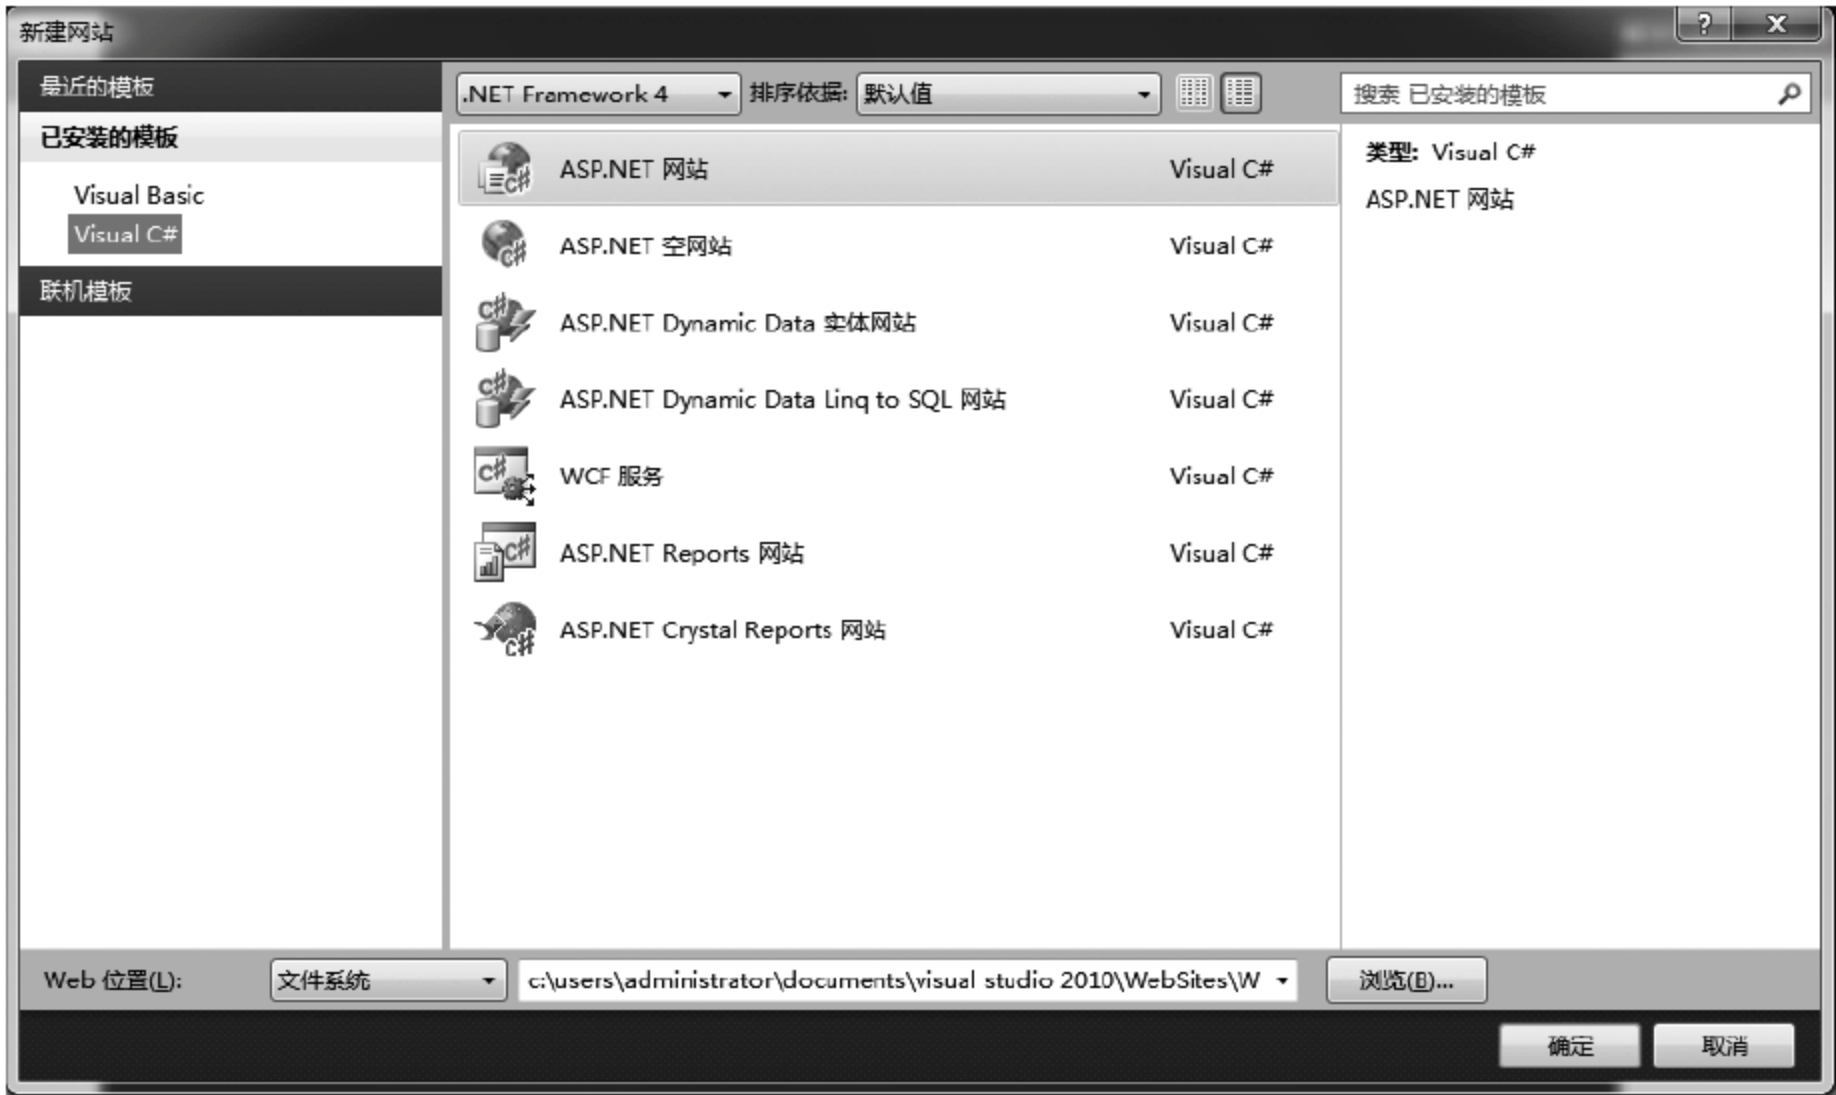 新建网站
?
X
最近的模板
已安装的模板
Visual Basic
Visual C#
联机模板
.NET Framework 4 排序依据: 默认值
搜索 已安装的模板
ASP.NET 网站 Visual C#
ASP.NET 空网站 Visual C#
ASP.NET Dynamic Data 实体网站 Visual C#
ASP.NET Dynamic Data Linq to SQL 网站 Visual C#
WCF 服务 Visual C#
ASP.NET Reports 网站 Visual C#
ASP.NET Crystal Reports 网站 Visual C#
类型: Visual C#
ASP.NET 网站
Web 位置(L): 文件系统 c:\users\administrator\documents\visual studio 2010\WebSites\W 浏览(B)...
确定 取消